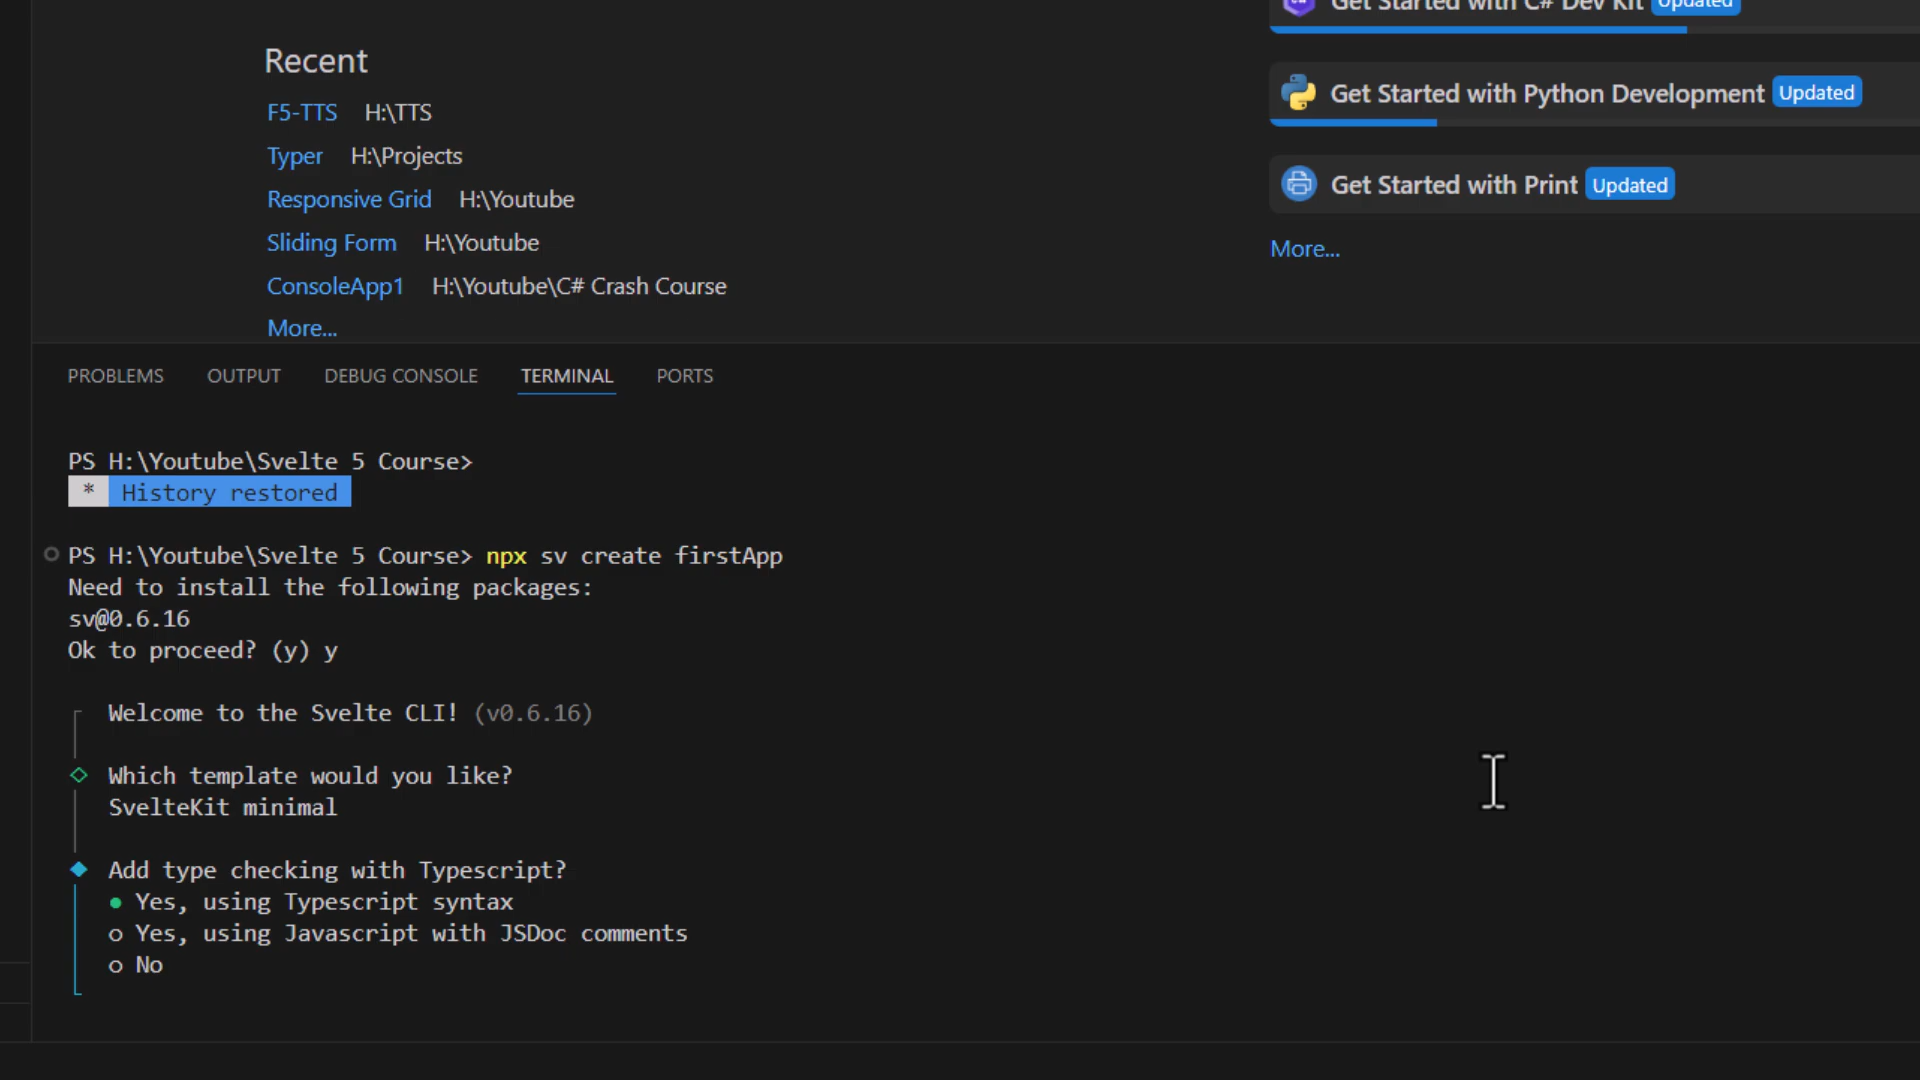 Get Started with C# Dev Kit Updated
Recent
F5-TTS H:\TTS
Get Started with Python Development Updated
Typer H:\Projects
Responsive Grid H:\Youtube
Get Started with Print Updated
Sliding Form H:\Youtube
More...
ConsoleApp1 H:\Youtube\C# Crash Course
More...
PROBLEMS OUTPUT DEBUG CONSOLE TERMINAL PORTS
PS H:\Youtube\Svelte 5 Course>
* History restored
PS H:\Youtube\Svelte 5 Course> npx sv create firstApp
Need to install the following packages:
sv@0.6.16
Ok to proceed? (y) y
Welcome to the Svelte CLI! (v0.6.16)
Which template would you like?
SvelteKit minimal
Add type checking with Typescript?
Yes, using Typescript syntax
Yes, using Javascript with JSDoc comments
No